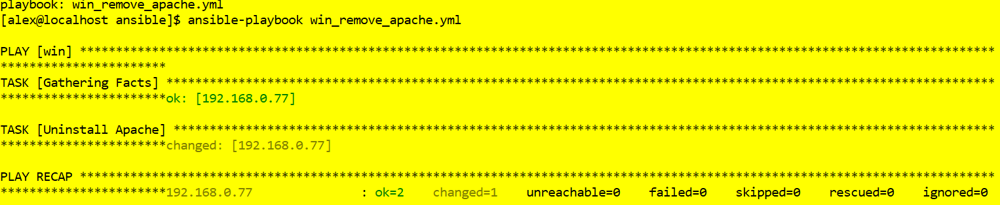 playbook: win_remove_apache.yml
[alex@localhost ansible]$ ansible-playbook win_remove_apache.yml
PLAY [win] *******************************************************************************************************************************
***********************
TASK [Gathering Facts] *******************************************************************************************************************
***********************ok: [192.168.0.77]
TASK [Uninstall Apache] ******************************************************************************************************************
***********************changed: [192.168.0.77]
PLAY RECAP *******************************************************************************************************************************
***********************192.168.0.77               : ok=2    changed=1    unreachable=0    failed=0    skipped=0    rescued=0    ignored=0